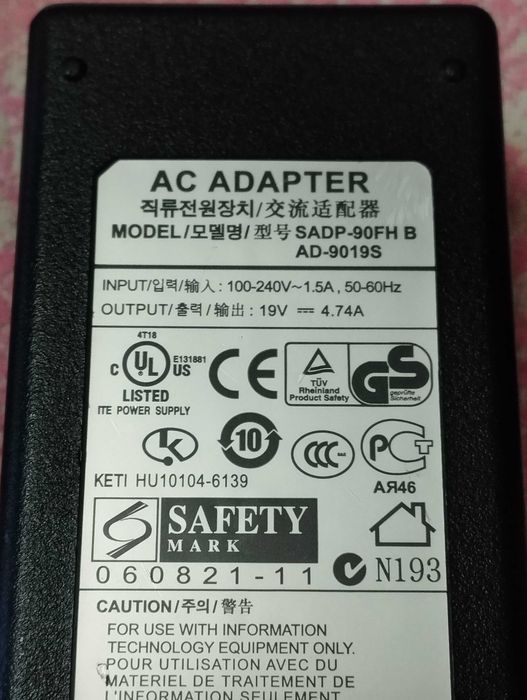 AC ADAPTER
직류전원장치/交流适配器
MODEL/모델명/型号 SADP-90FH B
AD-9019S
INPUT/입력/输入 : 100-240V~1.5A , 50-60Hz
OUTPUT/출력/输出 : 19V ⎓ 4.74A
4T18
C UL US E131881
LISTED
ITE POWER SUPPLY
CE
TÜV
Rheinland
Product Safety
GS
geprüfte
Sicherheit
K
10
CCC
S&E
PCT
KETI HU10104-6139
АЯ46
S SAFETY
MARK
060821-11
N193
CAUTION/주의/警告
FOR USE WITH INFORMATION
TECHNOLOGY EQUIPMENT ONLY.
POUR UTILISATION AVEC DU
MATERIEL DE TRAITEMENT DE
L'INFORMATION SEULEMENT